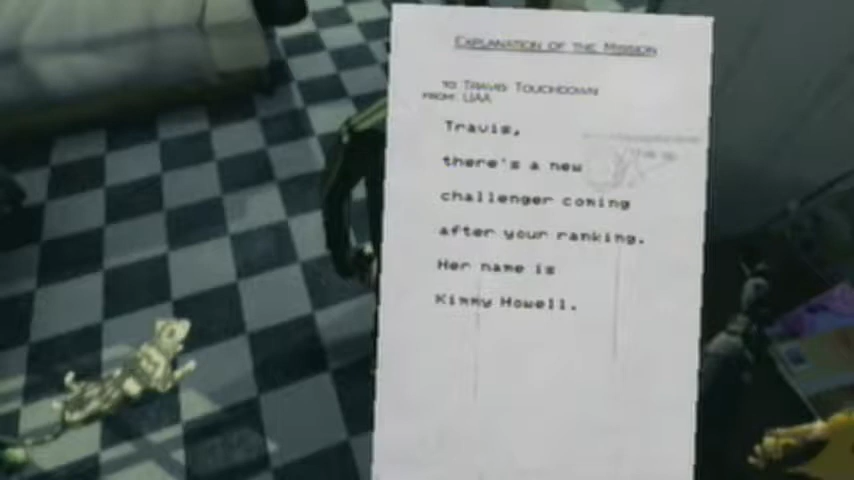 EXPLANATION OF THE MISSION
TO: TRAVIS TOUCHDOWN
FROM: UAA
Travis,
there's a new
challenger coming
after your ranking.
Her name is
Kimmy Howell.